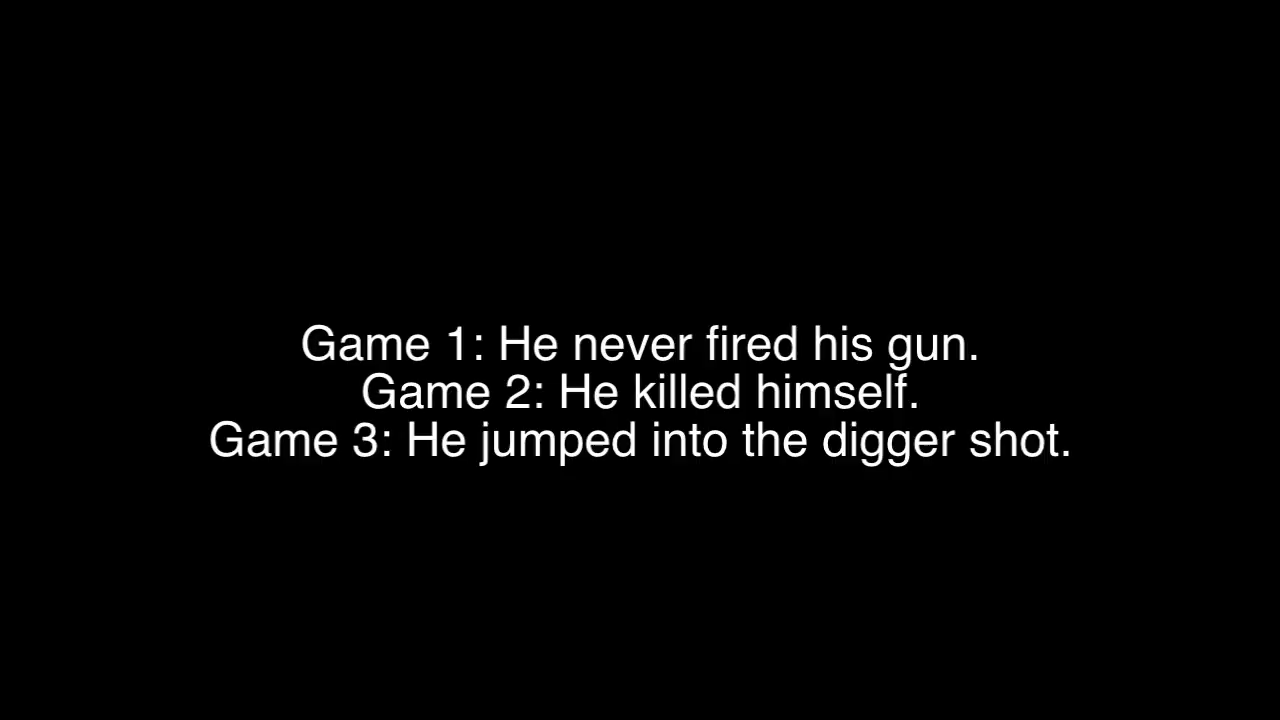 Game 1: He never fired his gun.
Game 2: He killed himself.
Game 3: He jumped into the digger shot.